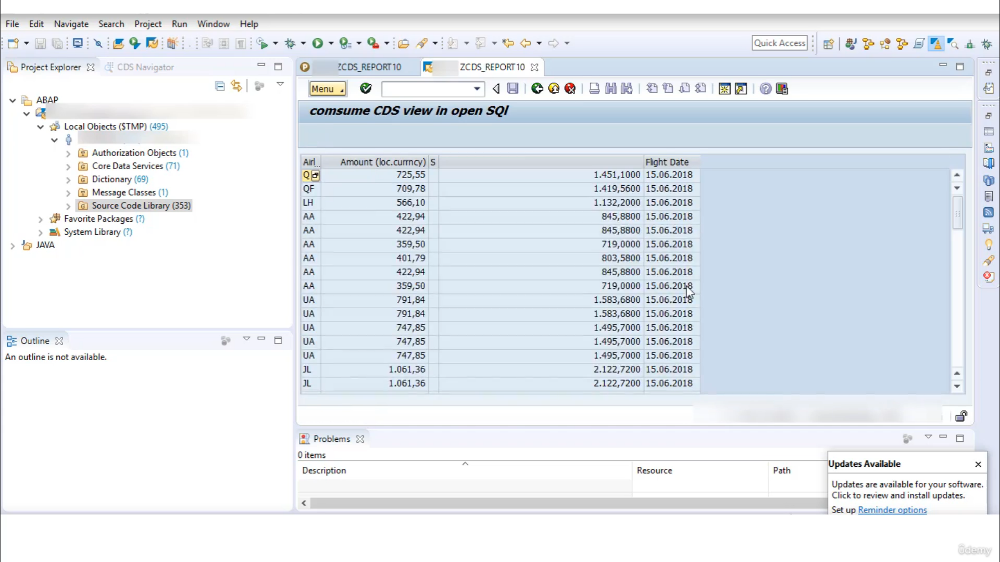 File Edit Navigate Search Project Run Window Help
Quick Access
Project Explorer CDS Navigator
ABAP
Local Objects ($TMP) (495)
Authorization Objects (1)
Core Data Services (71)
Dictionary (69)
Message Classes (1)
Source Code Library (353)
Favorite Packages (?)
System Library (?)
JAVA
Outline
An outline is not available.
ZCDS_REPORT10 ZCDS_REPORT10
Menu
comsume CDS view in open SQl
Airl... Amount (loc.currncy) S Flight Date
Q 725,55 1.451,1000 15.06.2018
QF 709,78 1.419,5600 15.06.2018
LH 566,10 1.132,2000 15.06.2018
AA 422,94 845,8800 15.06.2018
AA 422,94 845,8800 15.06.2018
AA 359,50 719,0000 15.06.2018
AA 401,79 803,5800 15.06.2018
AA 422,94 845,8800 15.06.2018
AA 359,50 719,0000 15.06.2018
UA 791,84 1.583,6800 15.06.2018
UA 791,84 1.583,6800 15.06.2018
UA 747,85 1.495,7000 15.06.2018
UA 747,85 1.495,7000 15.06.2018
UA 747,85 1.495,7000 15.06.2018
JL 1.061,36 2.122,7200 15.06.2018
JL 1.061,36 2.122,7200 15.06.2018
Problems
0 items
Description Resource Path
Updates Available
Updates are available for your software.
Click to review and install updates.
Set up Reminder options
ûdemy